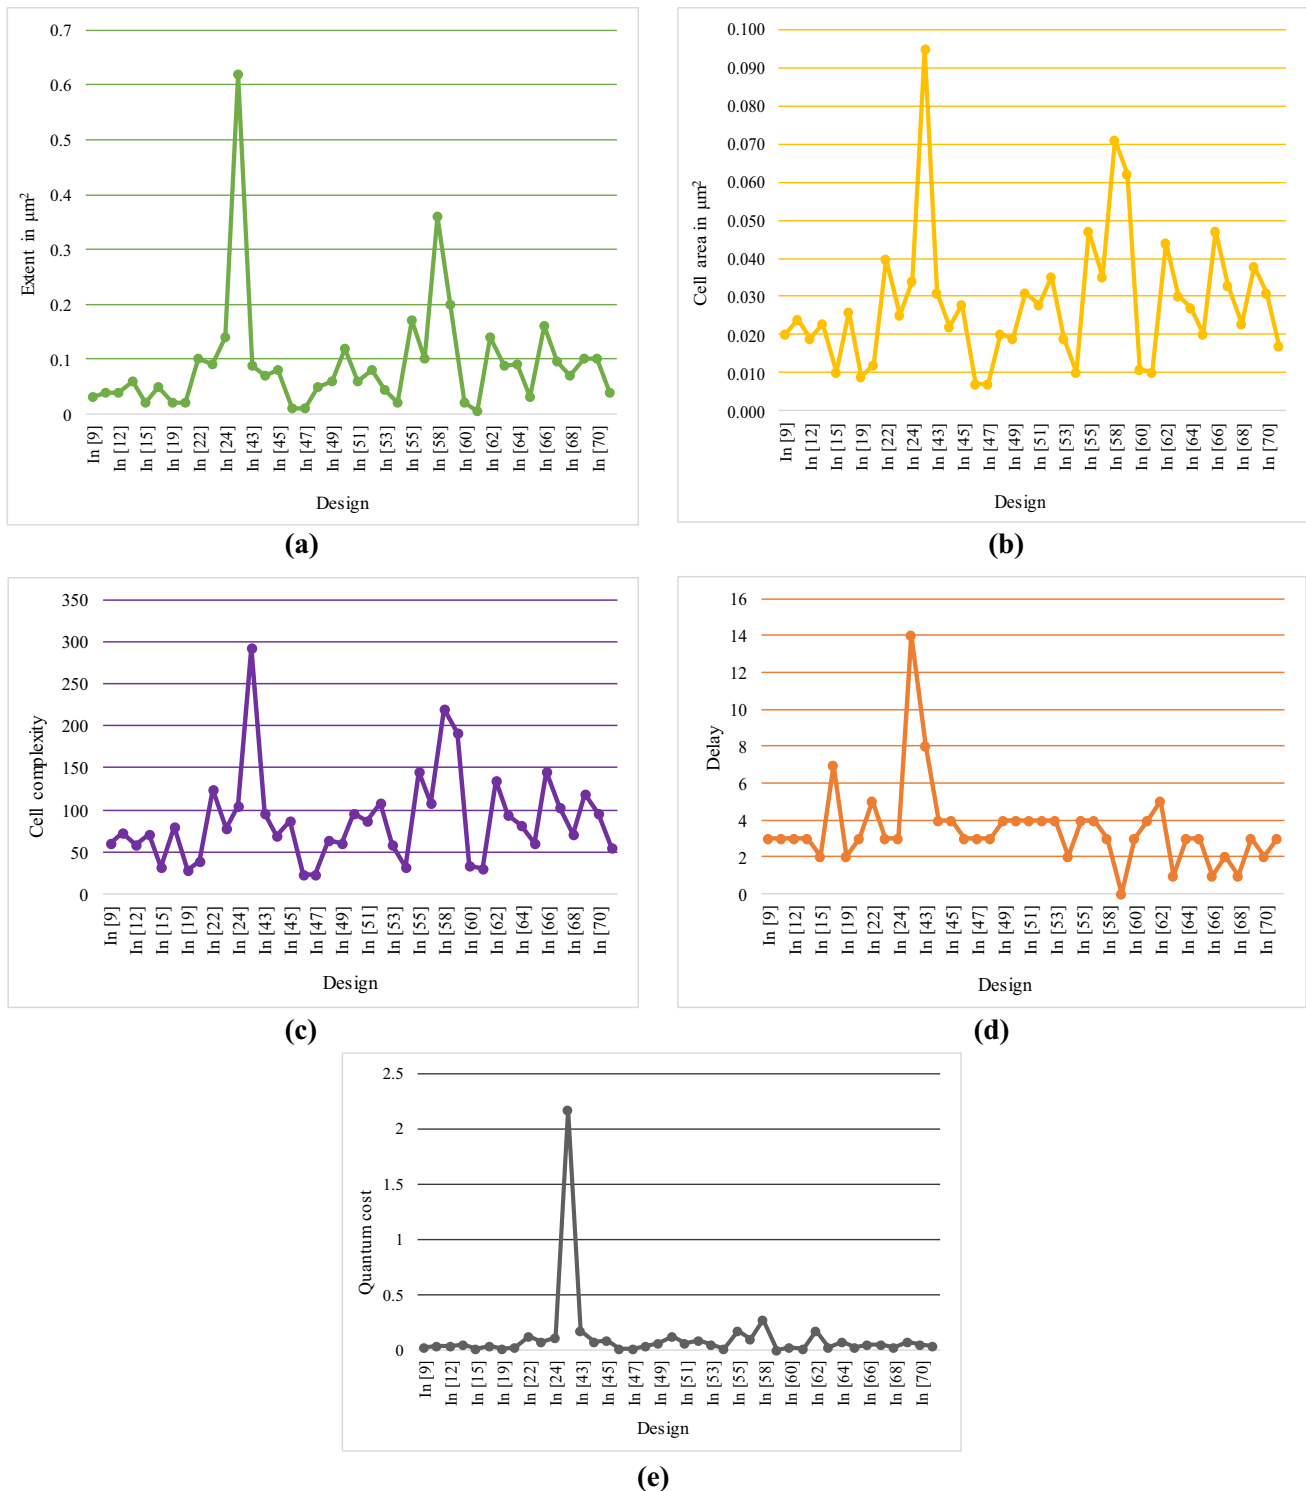 0.7
0.6
0.5
0.4
0.3
0.2
0.1
0
Extent in μm²
In [9]
In [12]
In [15]
In [19]
In [22]
In [24]
In [43]
In [45]
In [47]
In [49]
In [51]
In [53]
In [55]
In [58]
In [60]
In [62]
In [64]
In [66]
In [68]
In [70]
Design
(a)
0.100
0.090
0.080
0.070
0.060
0.050
0.040
0.030
0.020
0.010
0.000
Cell area in μm²
In [9]
In [12]
In [15]
In [19]
In [22]
In [24]
In [43]
In [45]
In [47]
In [49]
In [51]
In [53]
In [55]
In [58]
In [60]
In [62]
In [64]
In [66]
In [68]
In [70]
Design
(b)
350
300
250
200
150
100
50
0
Cell complexity
In [9]
In [12]
In [15]
In [19]
In [22]
In [24]
In [43]
In [45]
In [47]
In [49]
In [51]
In [53]
In [55]
In [58]
In [60]
In [62]
In [64]
In [66]
In [68]
In [70]
Design
(c)
16
14
12
10
8
6
4
2
0
Delay
In [9]
In [12]
In [15]
In [19]
In [22]
In [24]
In [43]
In [45]
In [47]
In [49]
In [51]
In [53]
In [55]
In [58]
In [60]
In [62]
In [64]
In [66]
In [68]
In [70]
Design
(d)
2.5
2
1.5
1
0.5
0
Quantum cost
In [9]
In [12]
In [15]
In [19]
In [22]
In [24]
In [43]
In [45]
In [47]
In [49]
In [51]
In [53]
In [55]
In [58]
In [60]
In [62]
In [64]
In [66]
In [68]
In [70]
Design
(e)